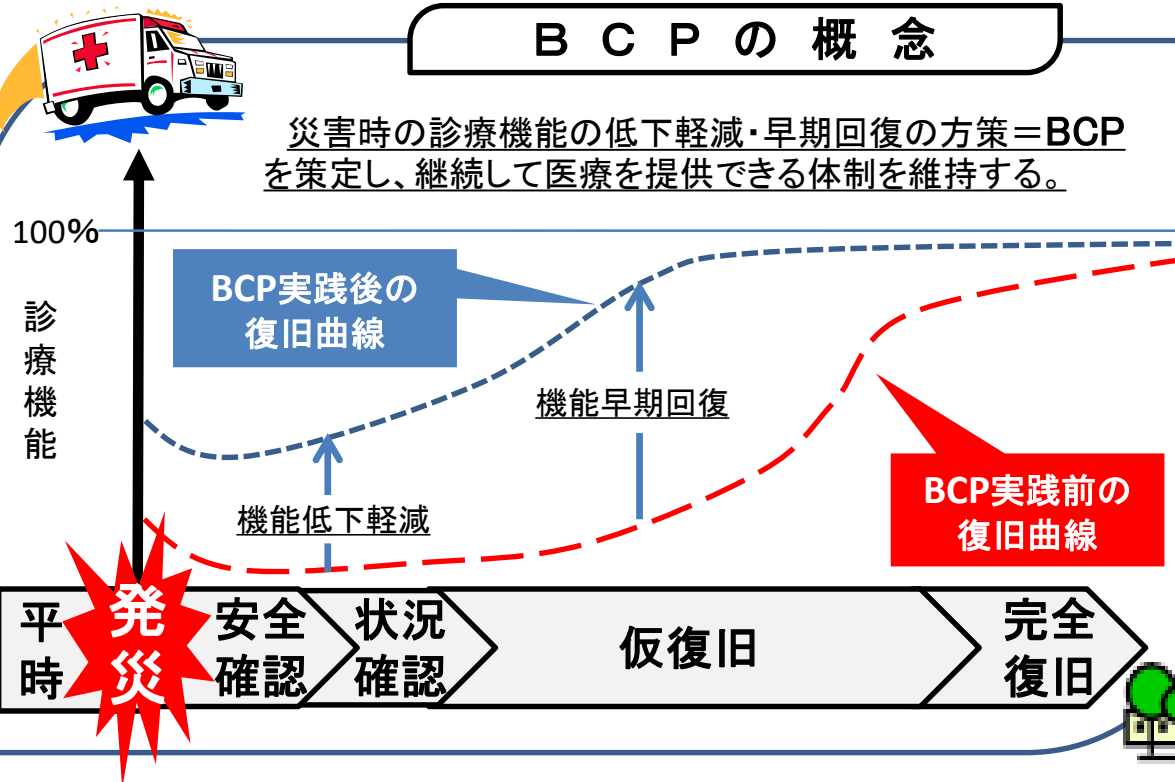 BCPの概念
災害時の診療機能の低下軽減・早期回復の方策＝BCP
を策定し、継続して医療を提供できる体制を維持する。
100%
診療機能
BCP実践後の
復旧曲線
機能早期回復
機能低下軽減
BCP実践前の
復旧曲線
平時
発災
安全
確認
状況
確認
仮復旧
完全
復旧